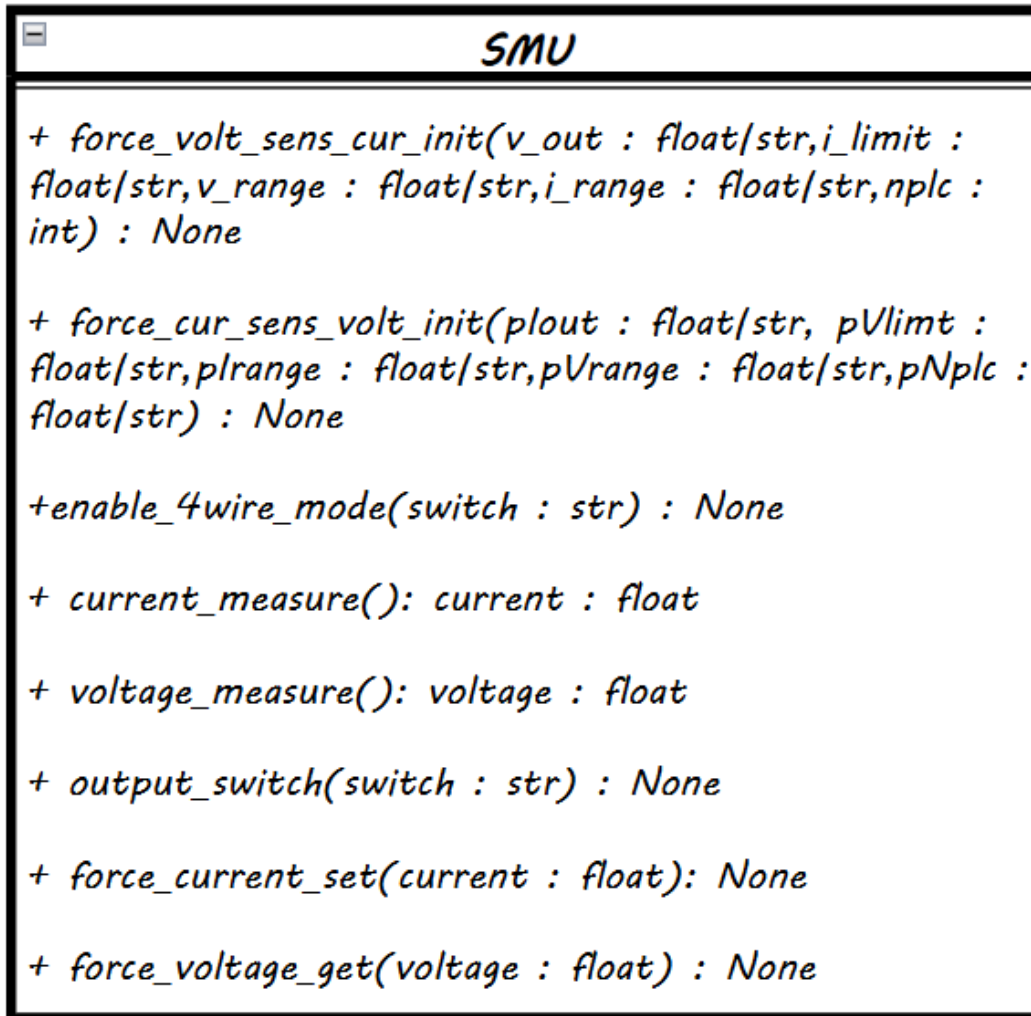 SMU
+ force_volt_sens_cur_init(v_out : float/str,i_limit :
float/str,v_range : float/str,i_range : float/str,nplc :
int) : None
+ force_cur_sens_volt_init(pIout : float/str, pVlimt :
float/str,pIrange : float/str,pVrange : float/str,pNplc :
float/str) : None
+enable_4wire_mode(switch : str) : None
+ current_measure(): current : float
+ voltage_measure(): voltage : float
+ output_switch(switch : str) : None
+ force_current_set(current : float): None
+ force_voltage_get(voltage : float) : None